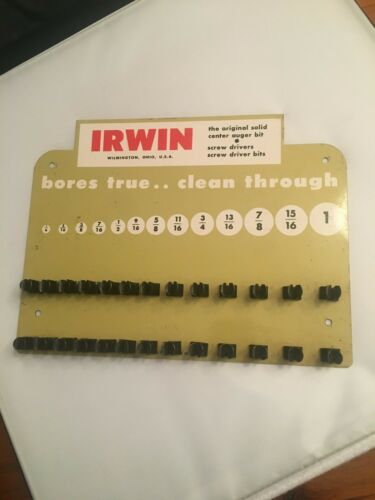 IRWIN
WILMINGTON, OHIO, U.S.A.
the original solid
center auger bit
•
screw drivers
screw driver bits
bores true.. clean through
1/4 5/16 3/8 7/16 1/2 9/16 5/8 11/16 3/4 13/16 7/8 15/16 1